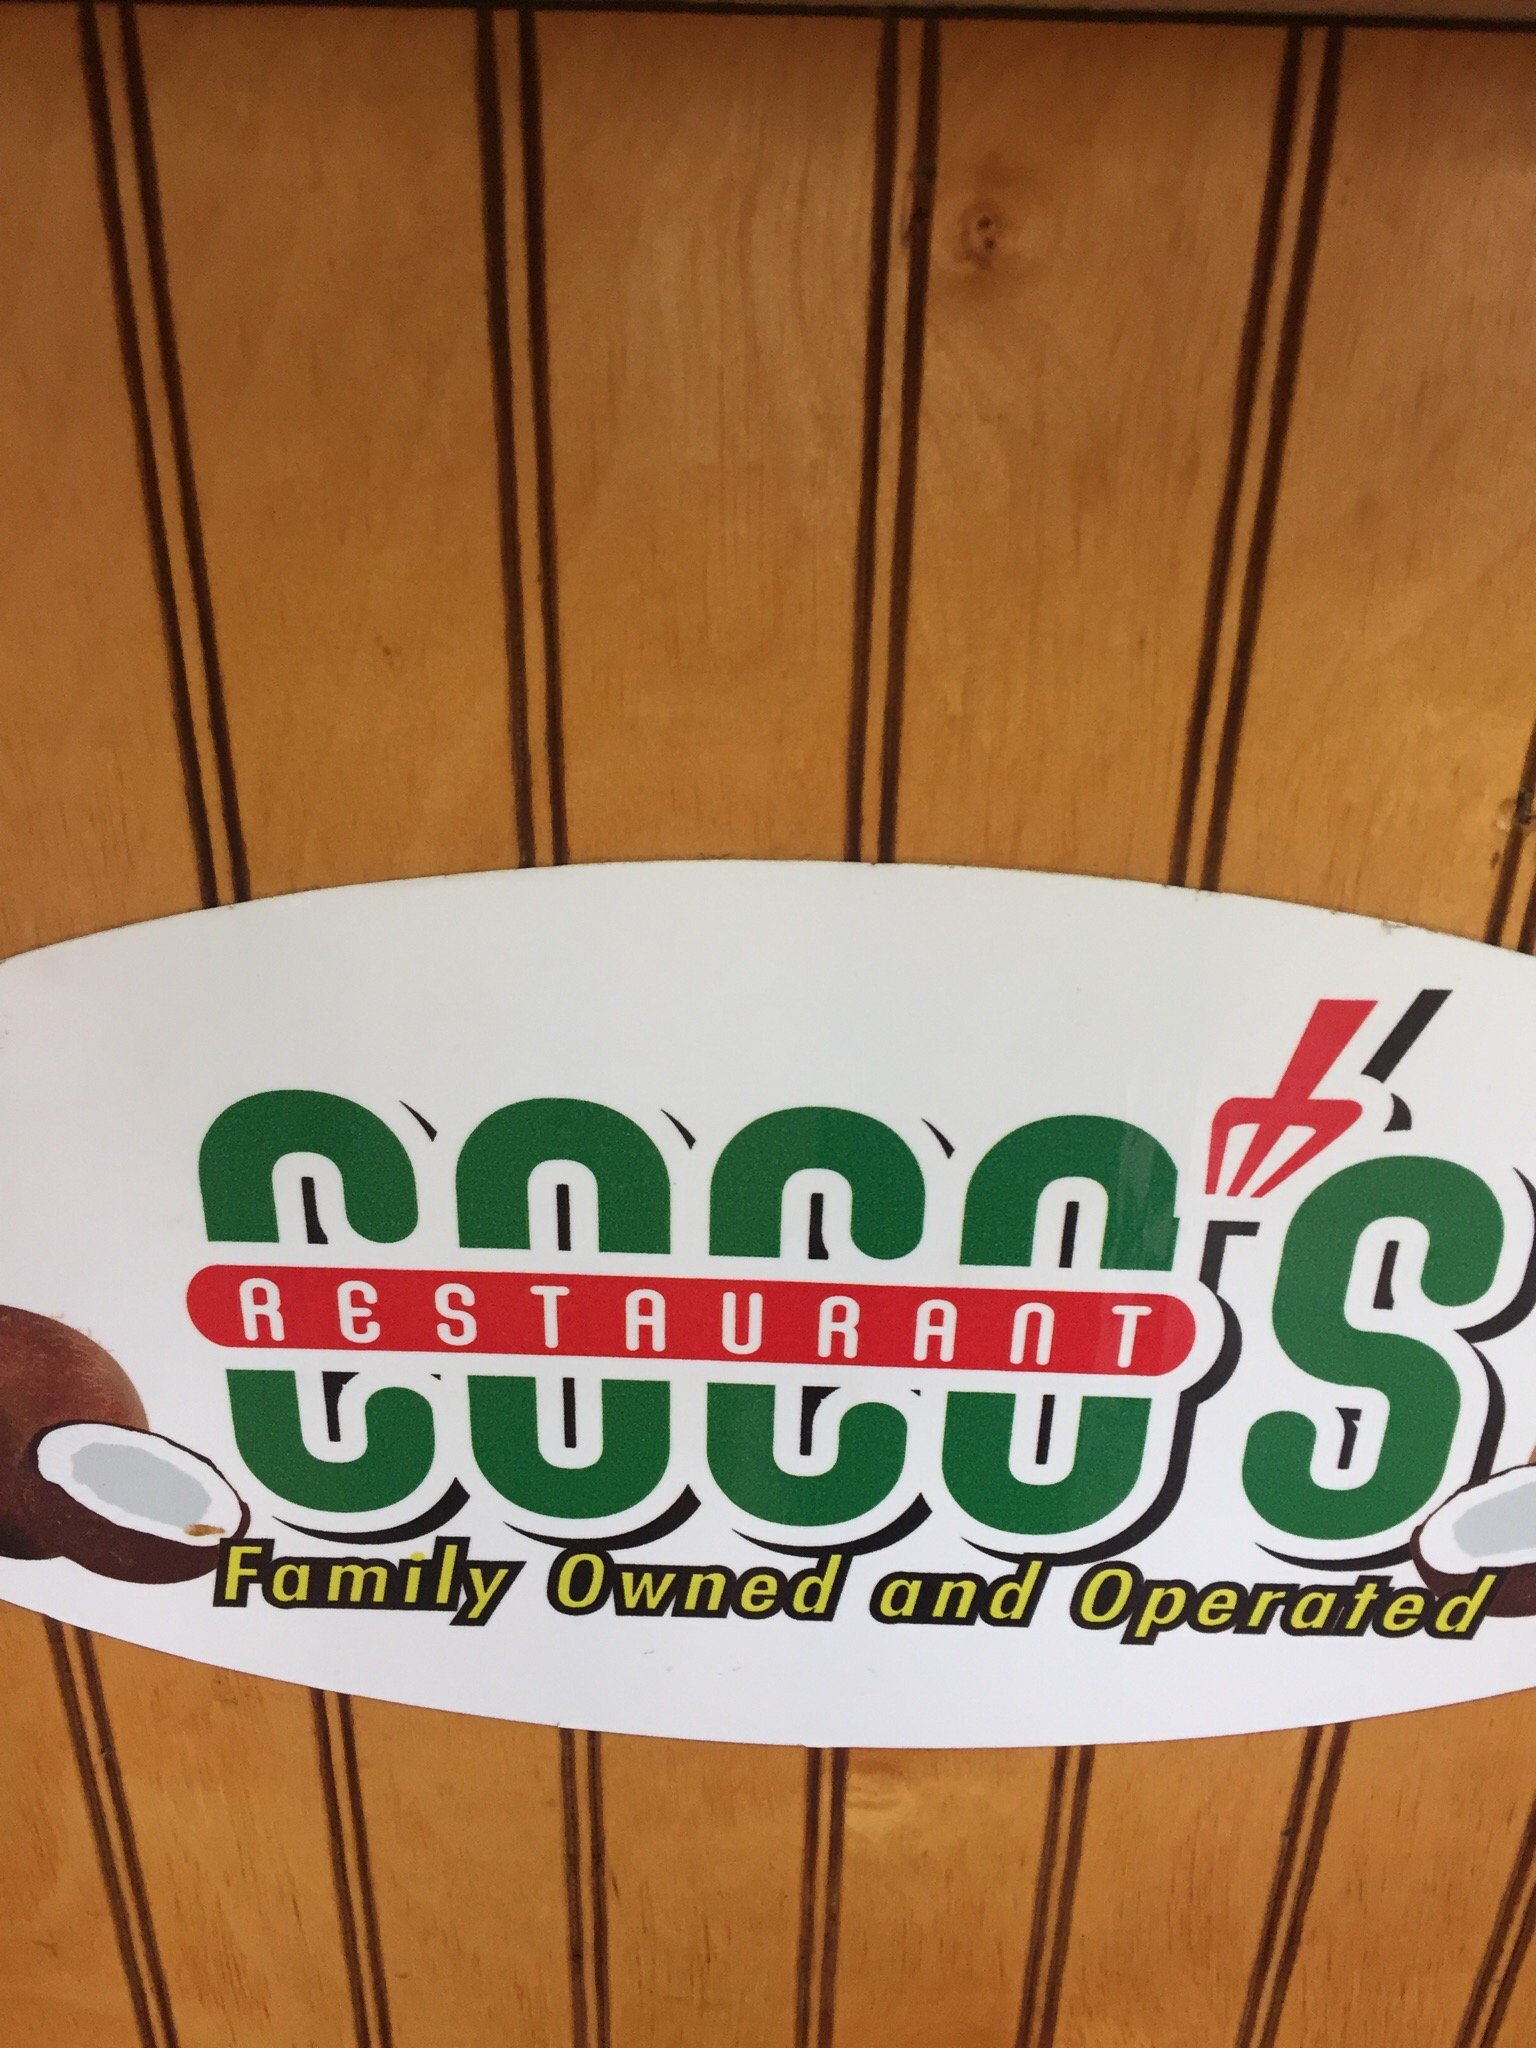 COCO'S
RESTAURANT
Family Owned and Operated